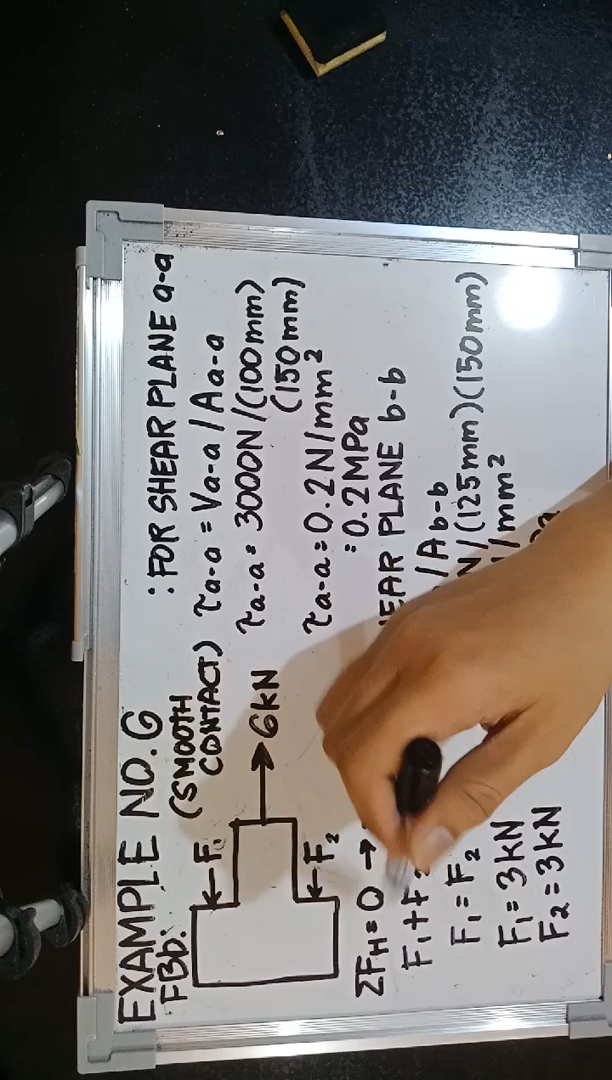 EXAMPLE NO. 6
FBD:
(SMOOTH
CONTACT)
←F₁
→6KN
←F₂
ΣFH=0→
F₁+F₂
F₁=F₂
F₁=3KN
F₂=3KN
:FOR SHEAR PLANE a-a
τa-a=Va-a/Aa-a
τa-a=3000N/(100mm)
(150mm)
τa-a=0.2N/mm²
=0.2MPa
EAR PLANE b-b
/Ab-b
N/(125mm)(150mm)
/mm²